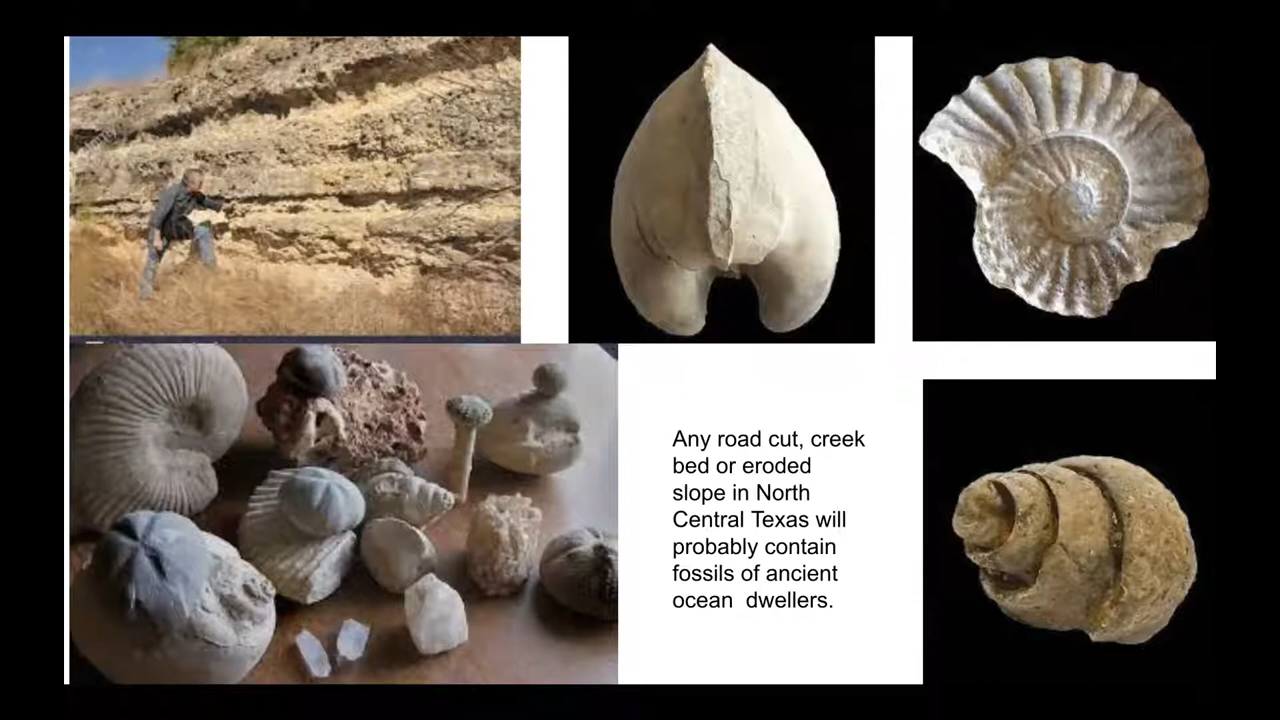 Any road cut, creek
bed or eroded
slope in North
Central Texas will
probably contain
fossils of ancient
ocean  dwellers.